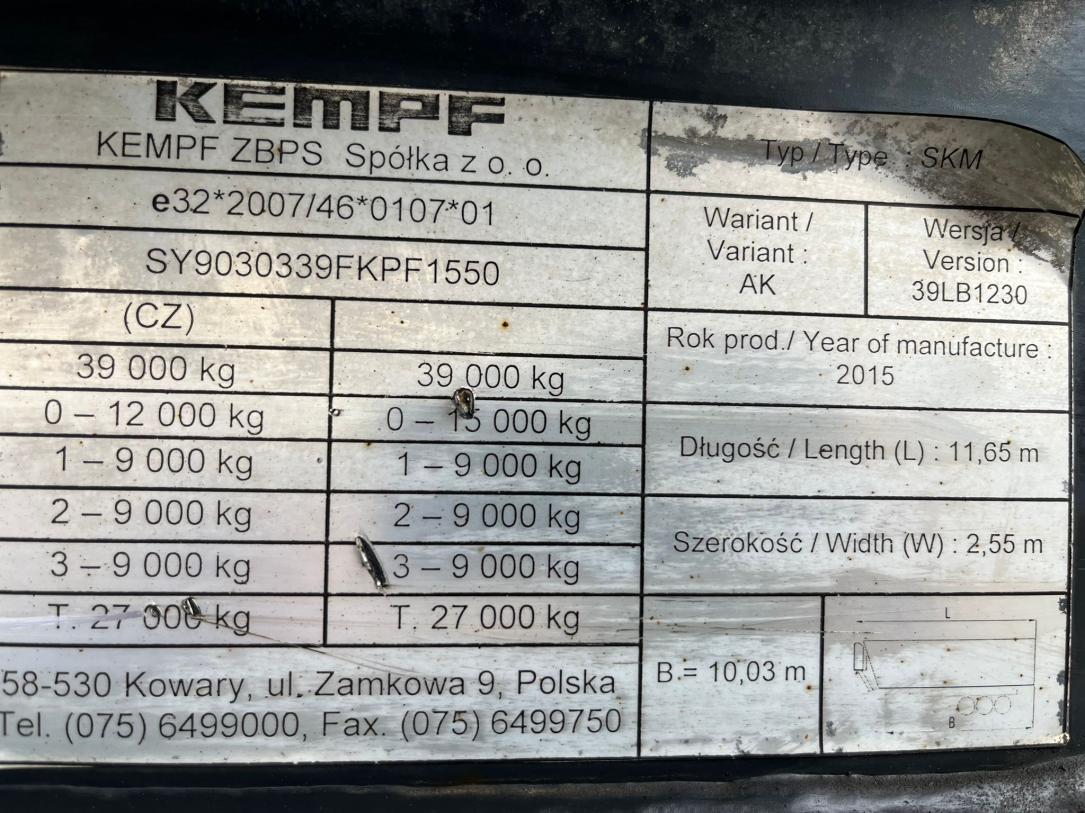 KEMPF
KEMPF ZBPS Spółka z o. o.
e32*2007/46*0107*01
SY9030339FKPF1550
(CZ)
39 000 kg 39 000 kg
0 – 12 000 kg 0 – 15 000 kg
1 – 9 000 kg 1 – 9 000 kg
2 – 9 000 kg 2 – 9 000 kg
3 – 9 000 kg 3 – 9 000 kg
T. 27 000 kg T. 27 000 kg
58-530 Kowary, ul. Zamkowa 9, Polska
Tel. (075) 6499000, Fax. (075) 6499750
Typ / Type : SKM
Wariant /
Variant :
AK
Wersja /
Version :
39LB1230
Rok prod./ Year of manufacture :
2015
Długość / Length (L) : 11,65 m
Szerokość / Width (W) : 2,55 m
B = 10,03 m
L
B